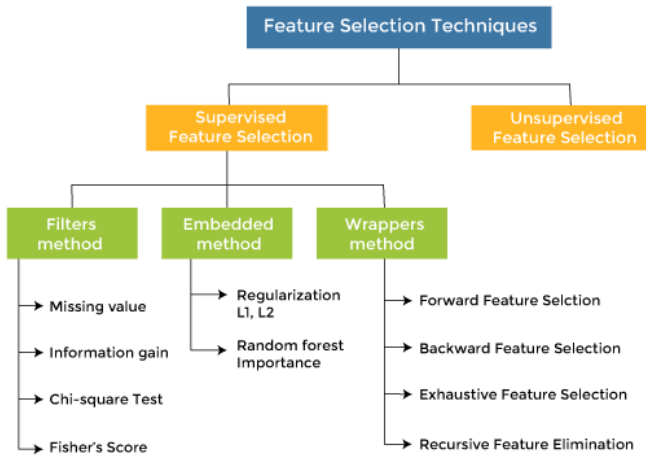 Feature Selection Techniques
Supervised
Feature Selection
Unsupervised
Feature Selection
Filters
method
Embedded
method
Wrappers
method
Missing value
Information gain
Chi-square Test
Fisher's Score
Regularization
L1, L2
Random forest
Importance
Forward Feature Selction
Backward Feature Selection
Exhaustive Feature Selection
Recursive Feature Elimination